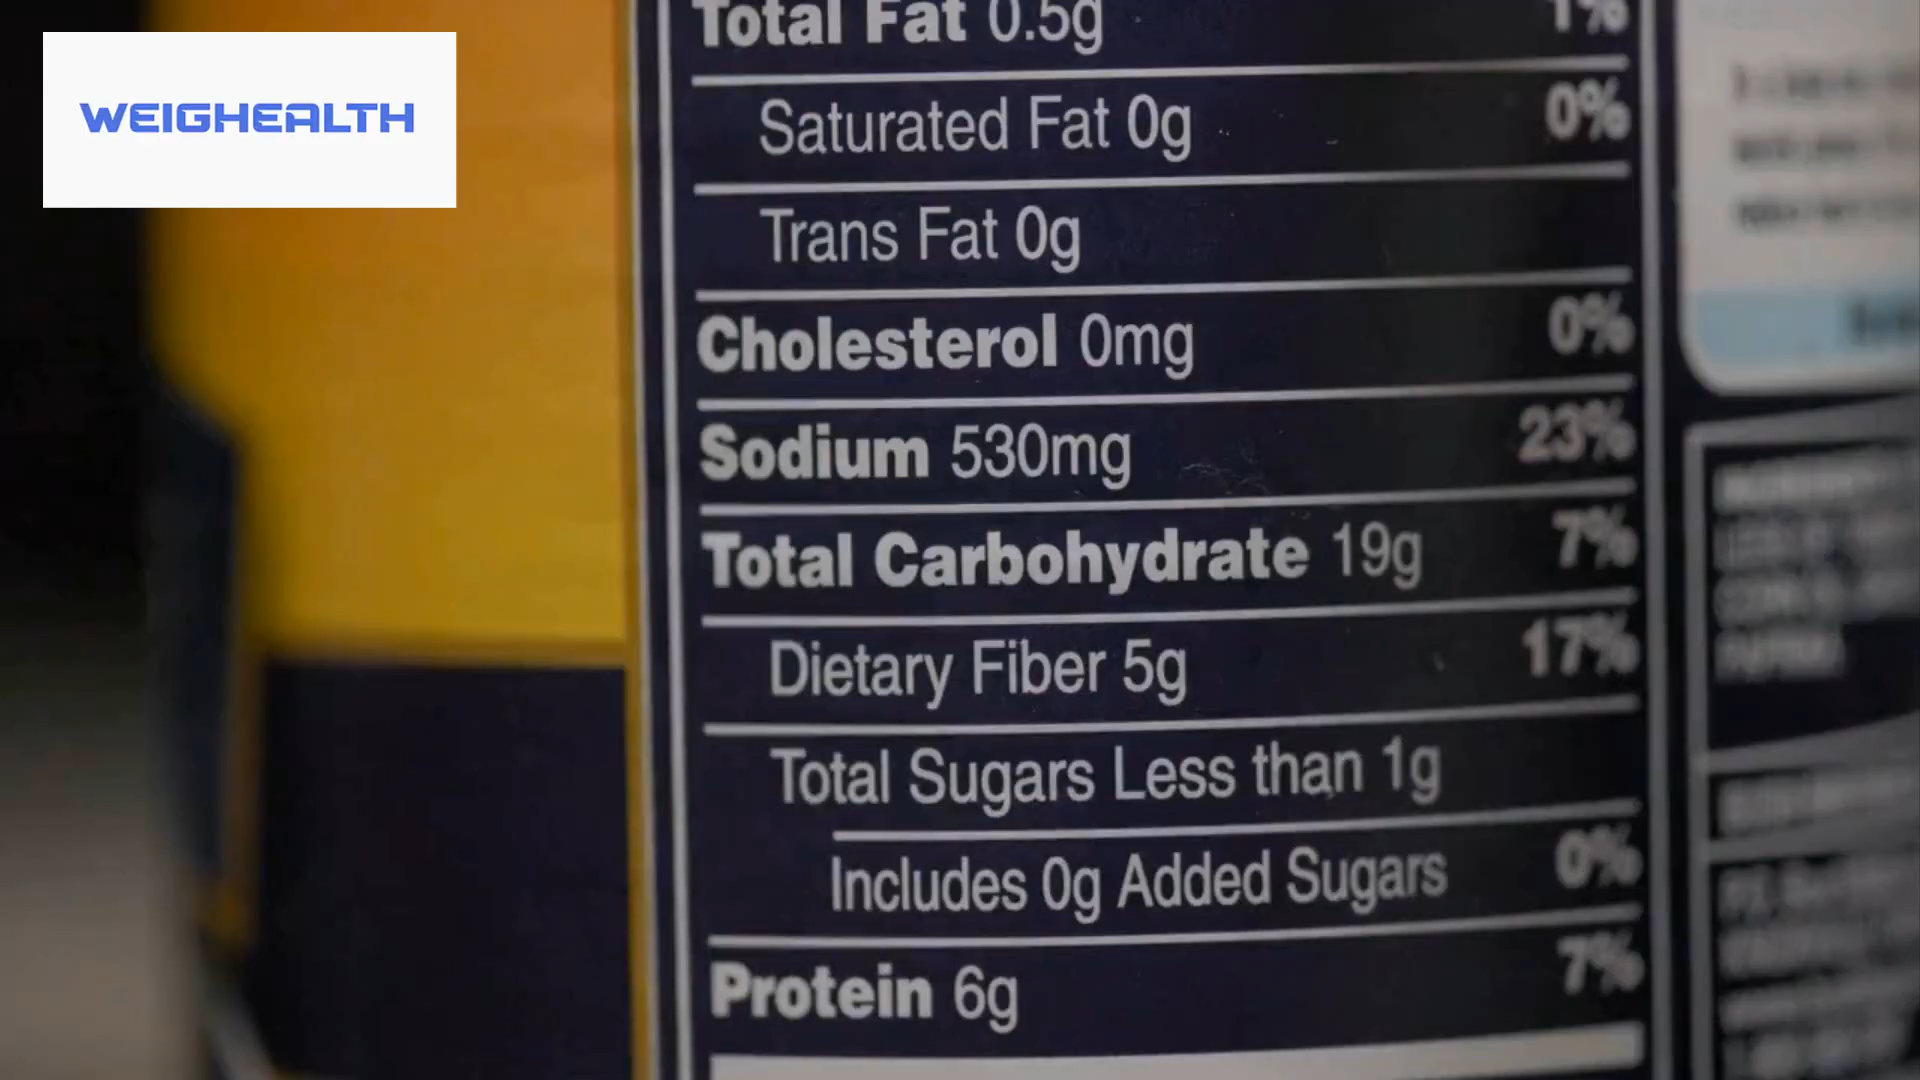 WEIGHEALTH
Total Fat 0.5g 1%
Saturated Fat 0g 0%
Trans Fat 0g
Cholesterol 0mg 0%
Sodium 530mg 23%
Total Carbohydrate 19g 7%
Dietary Fiber 5g 17%
Total Sugars Less than 1g
Includes 0g Added Sugars 0%
Protein 6g 7%